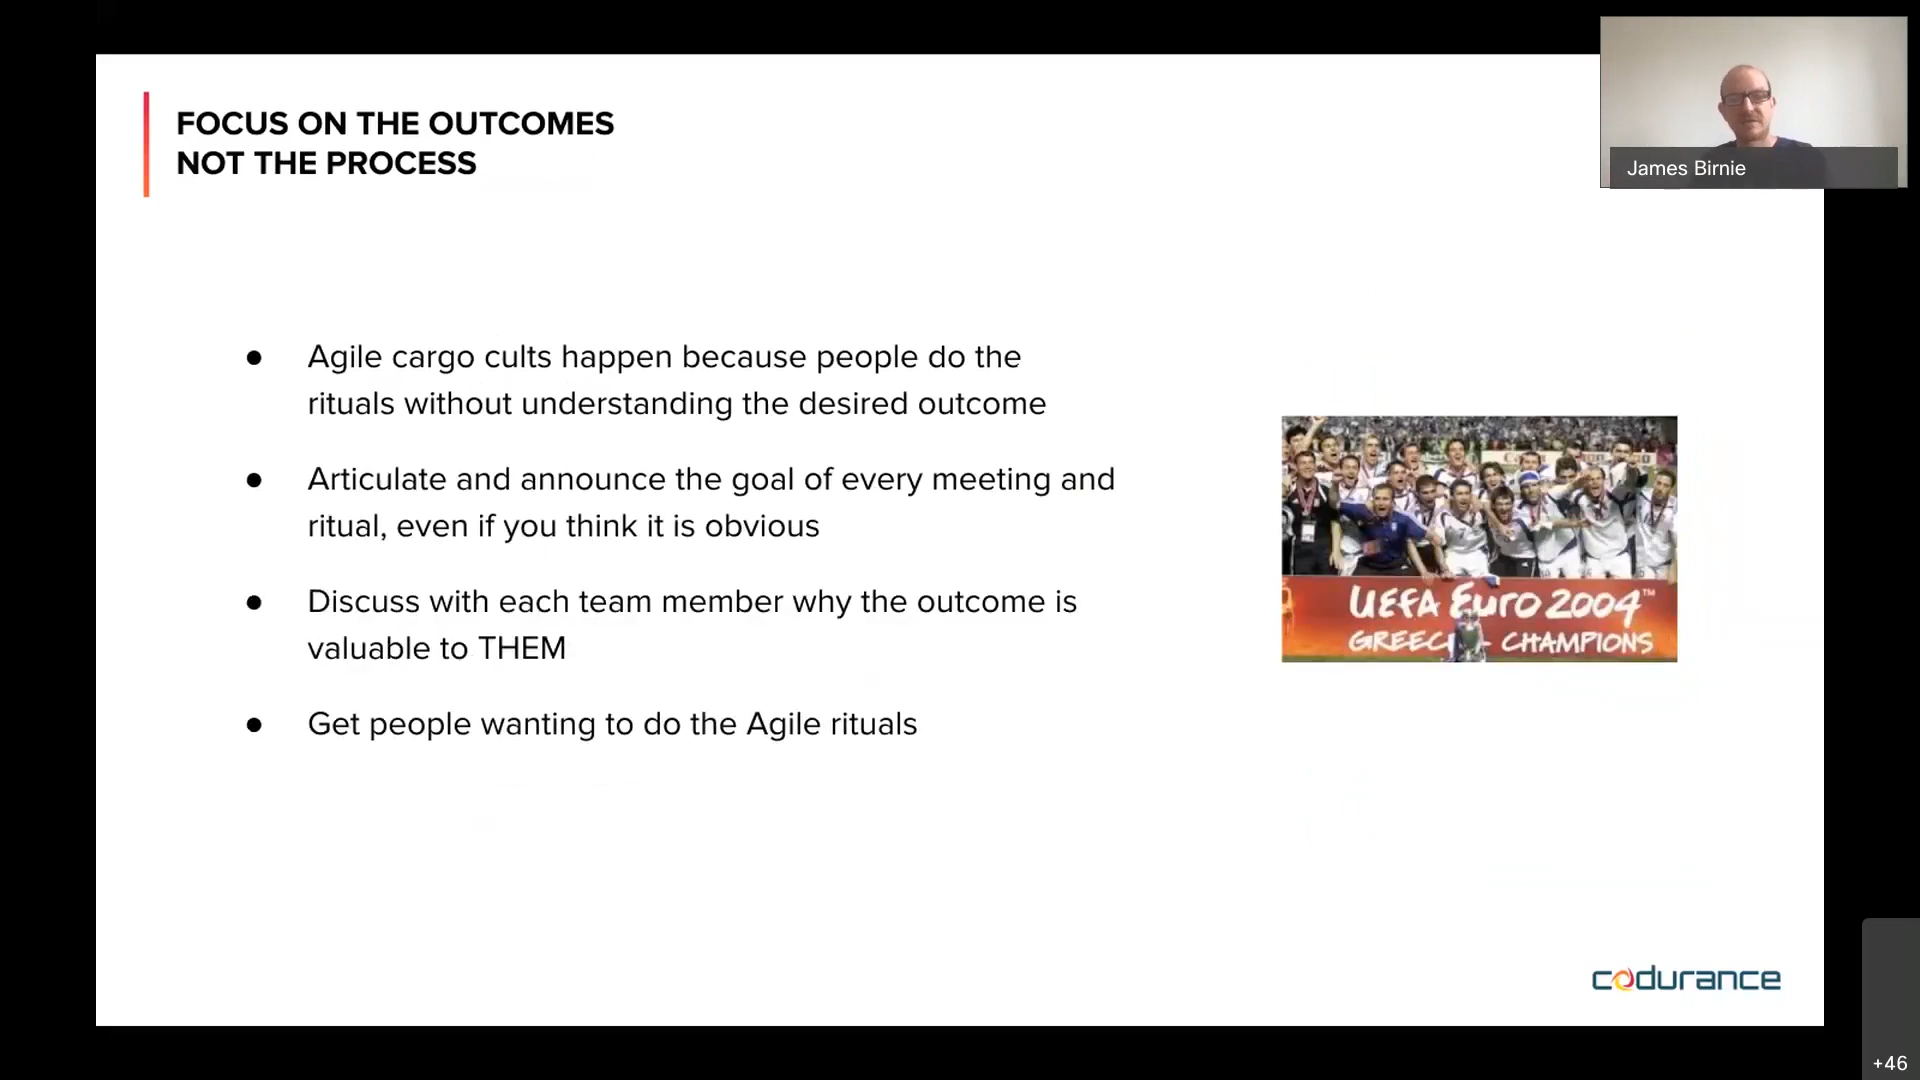 FOCUS ON THE OUTCOMES
NOT THE PROCESS
James Birnie
● Agile cargo cults happen because people do the
rituals without understanding the desired outcome
● Articulate and announce the goal of every meeting and
ritual, even if you think it is obvious
● Discuss with each team member why the outcome is
valuable to THEM
● Get people wanting to do the Agile rituals
UEFA Euro 2004™
CHAMPIONS
codurance
+46